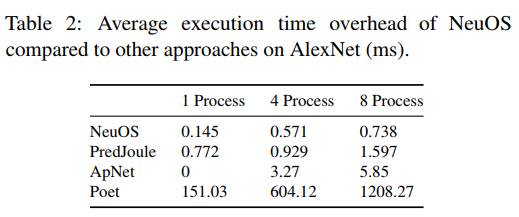 Table 2: Average execution time overhead of NeuOS
compared to other approaches on AlexNet (ms).
1 Process 4 Process 8 Process
NeuOS 0.145 0.571 0.738
PredJoule 0.772 0.929 1.597
ApNet 0 3.27 5.85
Poet 151.03 604.12 1208.27